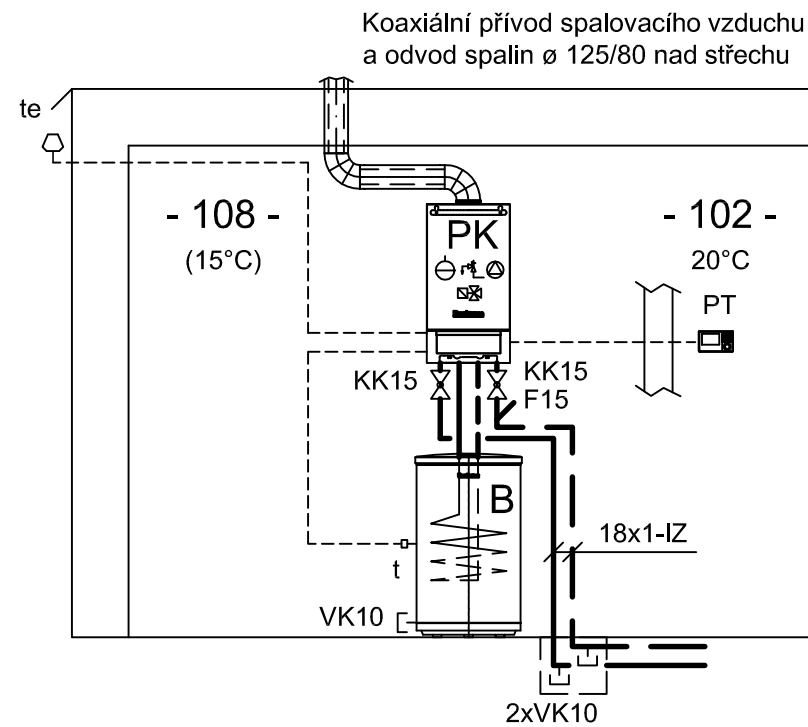 Koaxiální přívod spalovacího vzduchu
a odvod spalin ø 125/80 nad střechu
te
- 108 -
(15°C)
PK
- 102 -
20°C
PT
KK15
KK15
F15
B
18x1-IZ
t
VK10
2xVK10